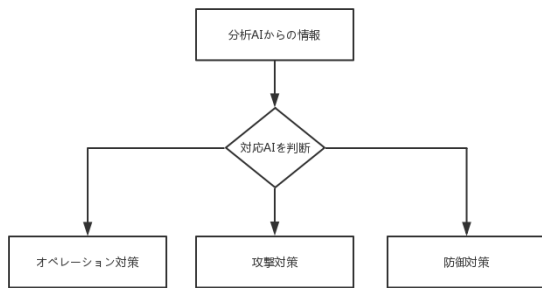 分析AIからの情報
対応AIを判断
オペレーション対策
攻撃対策
防御対策